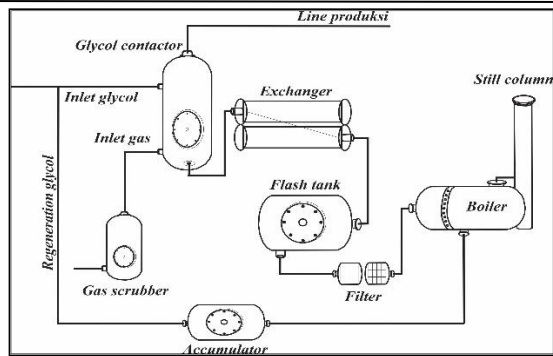 Line produksi
Glycol contactor
Exchanger
Still column
Inlet glycol
Inlet gas
Flash tank
Boiler
Regeneration glycol
Gas scrubber
Filter
Accumulator